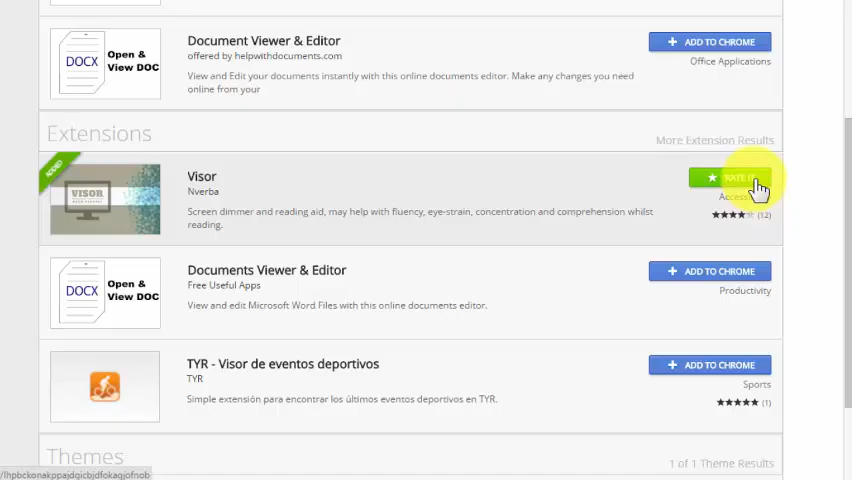 Document Viewer & Editor
offered by helpwithdocuments.com
View and Edit your documents instantly with this online documents editor. Make any changes you need
online from your
DOCX
Open &
View DOC
ADD TO CHROME
Office Applications
Extensions
More Extension Results
ADDED
VISOR
Visor
Nverba
Screen dimmer and reading aid, may help with fluency, eye-strain, concentration and comprehension whilst
reading.
RATE IT
(12)
DOCX
Open &
View DOC
Documents Viewer & Editor
Free Useful Apps
View and edit Microsoft Word Files with this online documents editor.
ADD TO CHROME
Productivity
TYR - Visor de eventos deportivos
TYR
Simple extensión para encontrar los últimos eventos deportivos en TYR.
ADD TO CHROME
Sports
(1)
Themes
1 of 1 Theme Results